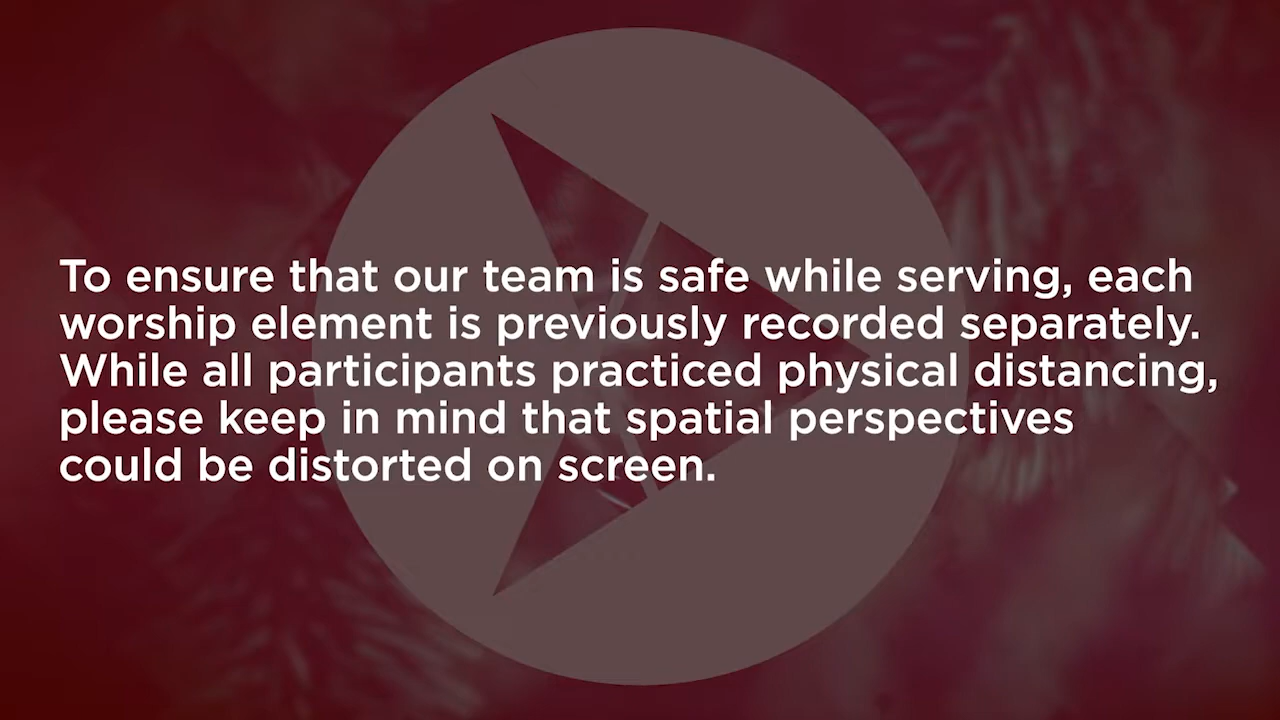 To ensure that our team is safe while serving, each
worship element is previously recorded separately.
While all participants practiced physical distancing,
please keep in mind that spatial perspectives
could be distorted on screen.